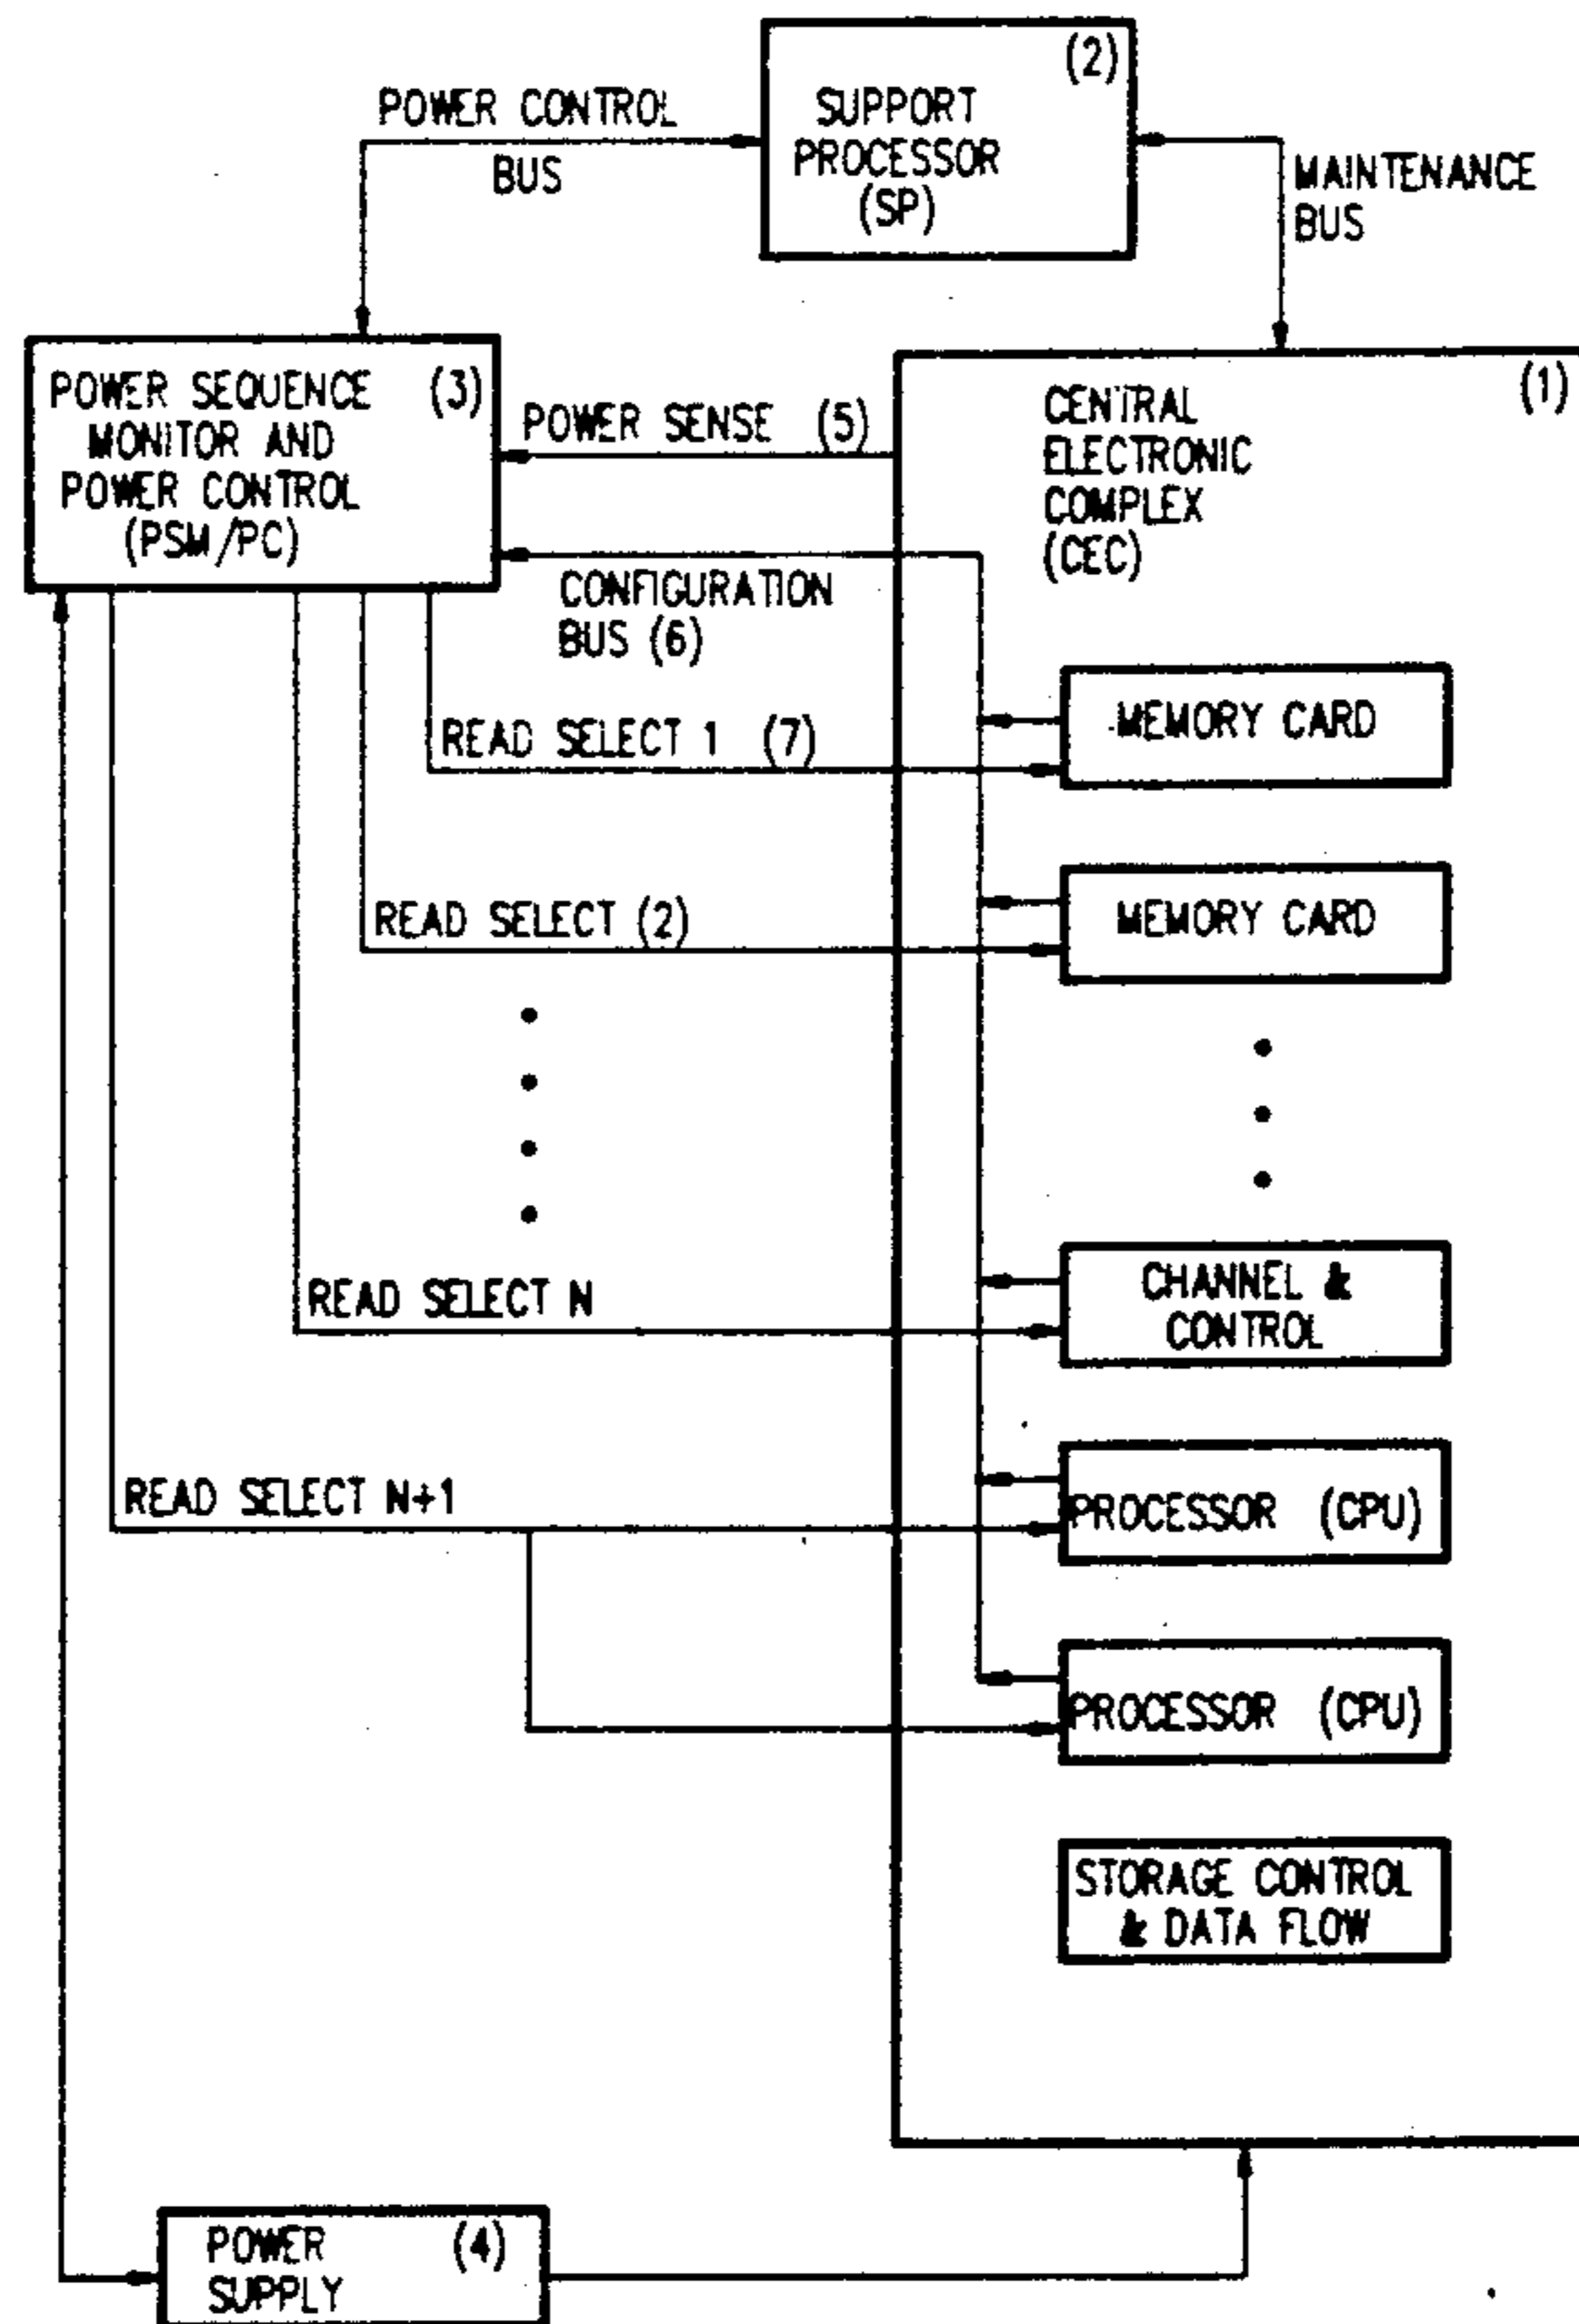 (2)
SUPPORT
PROCESSOR
(SP)
POWER CONTROL
BUS
MAINTENANCE
BUS
POWER SEQUENCE (3)
MONITOR AND
POWER CONTROL
(PSM/PC)
POWER SENSE (5)
CONFIGURATION
BUS (6)
(1)
CENTRAL
ELECTRONIC
COMPLEX
(CEC)
READ SELECT 1 (7)
MEMORY CARD
READ SELECT (2)
MEMORY CARD
READ SELECT N
CHANNEL &
CONTROL
READ SELECT N+1
PROCESSOR (CPU)
PROCESSOR (CPU)
STORAGE CONTROL
& DATA FLOW
POWER (4)
SUPPLY